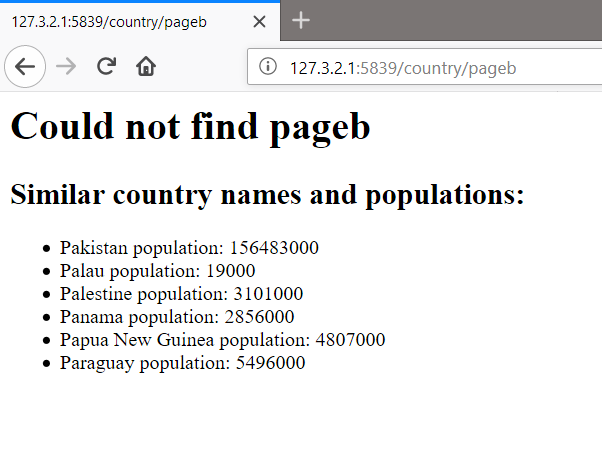 127.3.2.1:5839/country/pageb
127.3.2.1:5839/country/pageb
Could not find pageb
Similar country names and populations:
Pakistan population: 156483000
Palau population: 19000
Palestine population: 3101000
Panama population: 2856000
Papua New Guinea population: 4807000
Paraguay population: 5496000